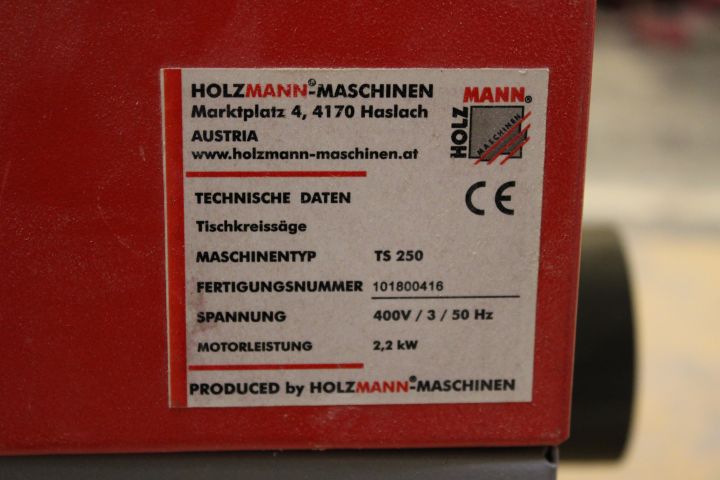 HOLZMANN®-MASCHINEN
Marktplatz 4, 4170 Haslach
AUSTRIA
www.holzmann-maschinen.at
HOLZ
MANN®
MASCHINEN
TECHNISCHE DATEN
CE
Tischkreissäge
MASCHINENTYP TS 250
FERTIGUNGSNUMMER 101800416
SPANNUNG 400V / 3 / 50 Hz
MOTORLEISTUNG 2,2 kW
PRODUCED by HOLZMANN®-MASCHINEN